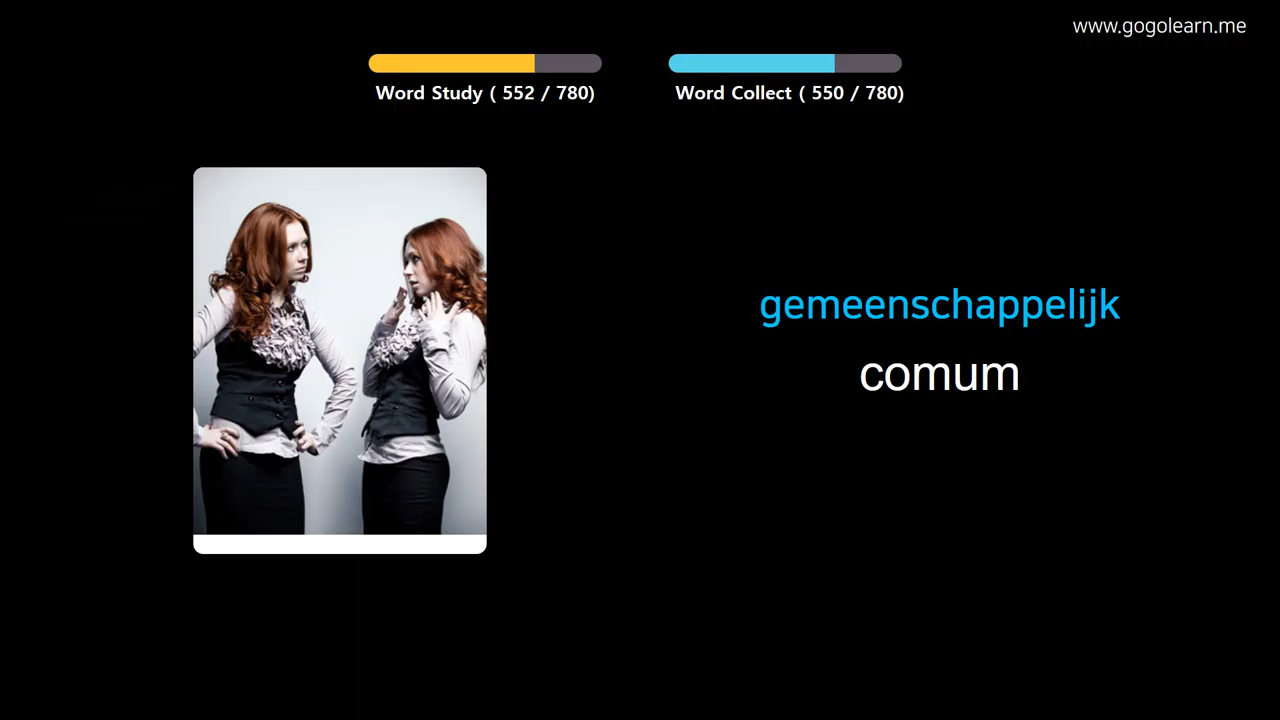 www.gogolearn.me
Word Study ( 552 / 780)
Word Collect ( 550 / 780)
gemeenschappelijk
comum